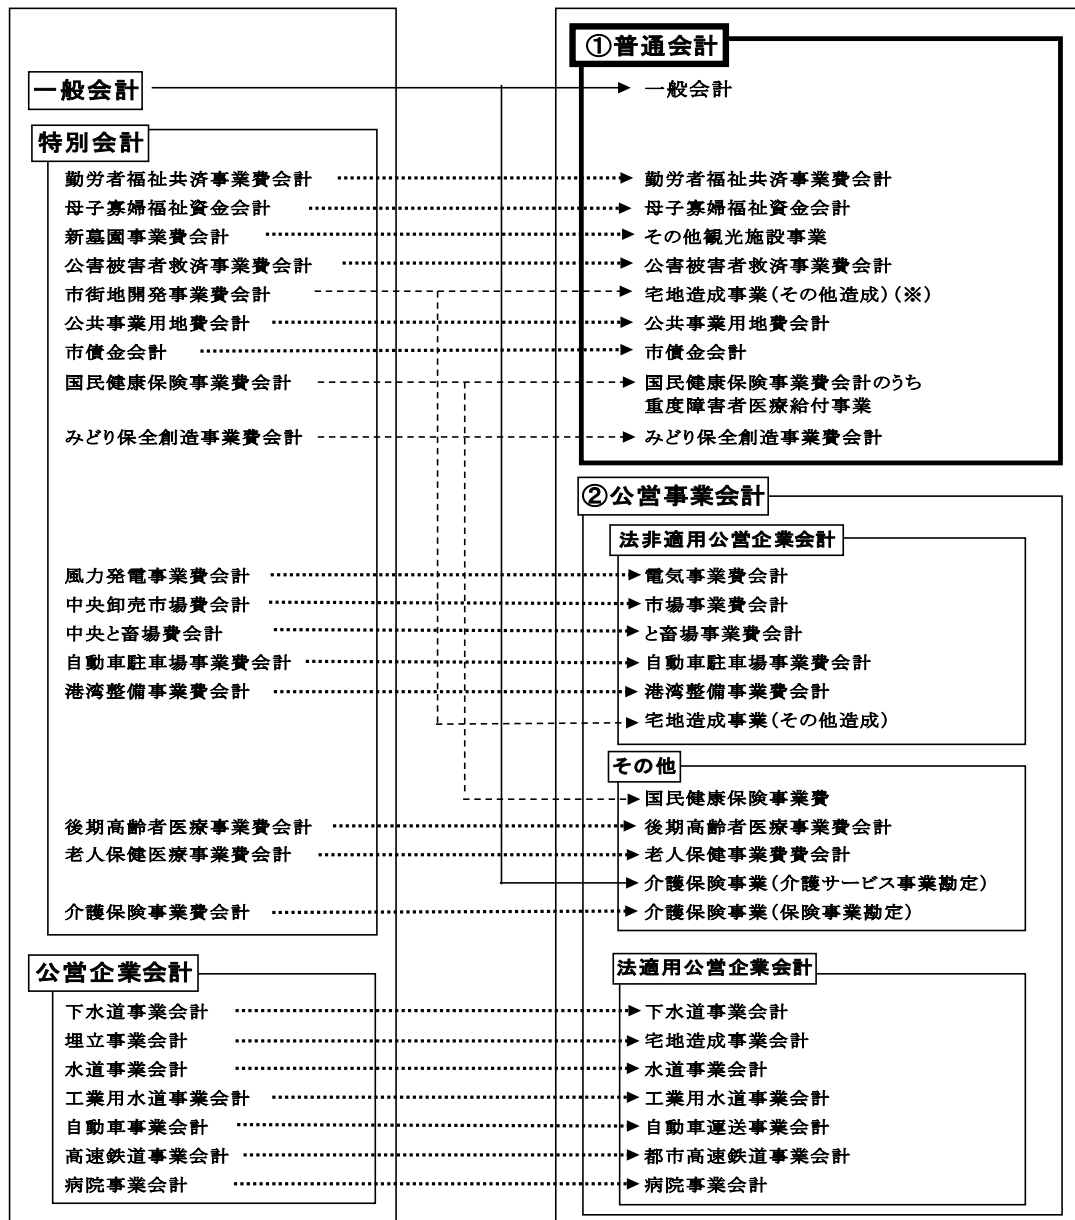 一般会計
特別会計
勤労者福祉共済事業費会計
母子寡婦福祉資金会計
新墓園事業費会計
公害被害者救済事業費会計
市街地開発事業費会計
公共事業用地費会計
市債金会計
国民健康保険事業費会計
みどり保全創造事業費会計
風力発電事業費会計
中央卸売市場費会計
中央と畜場費会計
自動車駐車場事業費会計
港湾整備事業費会計
後期高齢者医療事業費会計
老人保健医療事業費会計
介護保険事業費会計
公営企業会計
下水道事業会計
埋立事業会計
水道事業会計
工業用水道事業会計
自動車事業会計
高速鉄道事業会計
病院事業会計
①普通会計
一般会計
勤労者福祉共済事業費会計
母子寡婦福祉資金会計
その他観光施設事業
公害被害者救済事業費会計
宅地造成事業(その他造成)(※)
公共事業用地費会計
市債金会計
国民健康保険事業費会計のうち
重度障害者医療給付事業
みどり保全創造事業費会計
②公営事業会計
法非適用公営企業会計
電気事業費会計
市場事業費会計
と畜場事業費会計
自動車駐車場事業費会計
港湾整備事業費会計
宅地造成事業(その他造成)
その他
国民健康保険事業費
後期高齢者医療事業費会計
老人保健事業費費会計
介護保険事業(介護サービス事業勘定)
介護保険事業(保険事業勘定)
法適用公営企業会計
下水道事業会計
宅地造成事業会計
水道事業会計
工業用水道事業会計
自動車運送事業会計
都市高速鉄道事業会計
病院事業会計